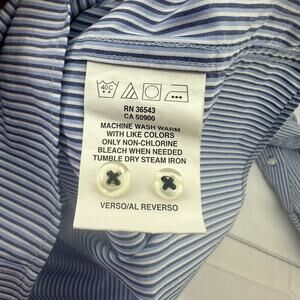 40C
RN 36543
CA 50900
MACHINE WASH WARM
WITH LIKE COLORS
ONLY NON-CHLORINE
BLEACH WHEN NEEDED
TUMBLE DRY STEAM IRON
VERSO/AL REVERSO